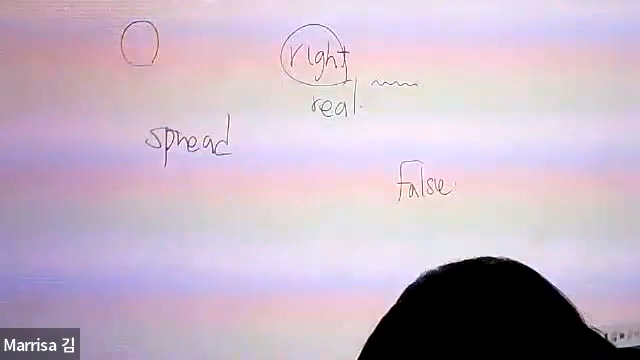 right
real.
spread
false.
Marrisa 김